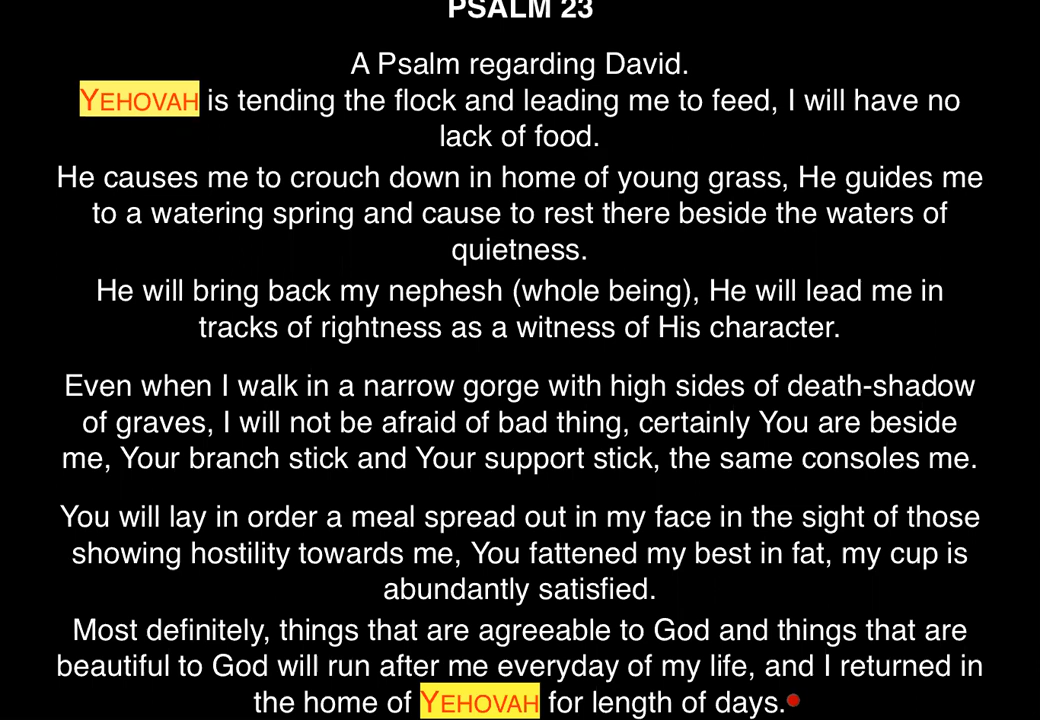 PSALM 23
A Psalm regarding David.
YEHOVAH is tending the flock and leading me to feed, I will have no
lack of food.
He causes me to crouch down in home of young grass, He guides me
to a watering spring and cause to rest there beside the waters of
quietness.
He will bring back my nephesh (whole being), He will lead me in
tracks of rightness as a witness of His character.
Even when I walk in a narrow gorge with high sides of death-shadow
of graves, I will not be afraid of bad thing, certainly You are beside
me, Your branch stick and Your support stick, the same consoles me.
You will lay in order a meal spread out in my face in the sight of those
showing hostility towards me, You fattened my best in fat, my cup is
abundantly satisfied.
Most definitely, things that are agreeable to God and things that are
beautiful to God will run after me everyday of my life, and I returned in
the home of YEHOVAH for length of days.